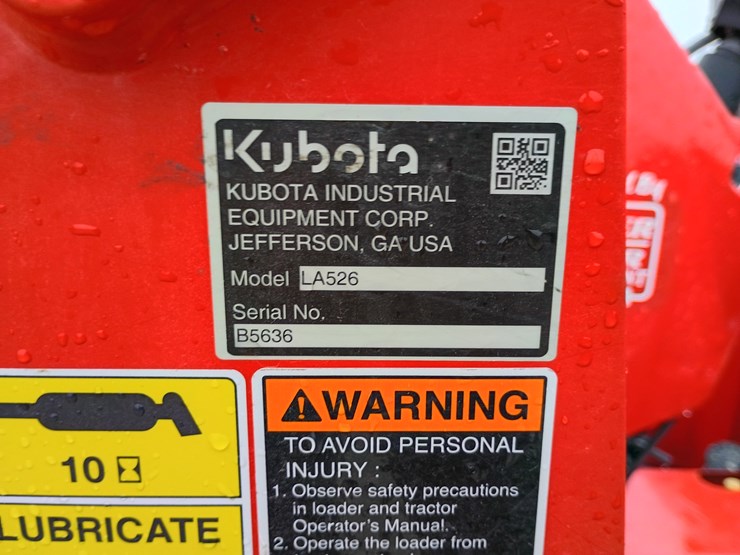 Kubota
KUBOTA INDUSTRIAL
EQUIPMENT CORP.
JEFFERSON, GA USA
Model LA526
Serial No.
B5636
10
LUBRICATE
WARNING
TO AVOID PERSONAL
INJURY :
1. Observe safety precautions
in loader and tractor
Operator's Manual.
2. Operate the loader from